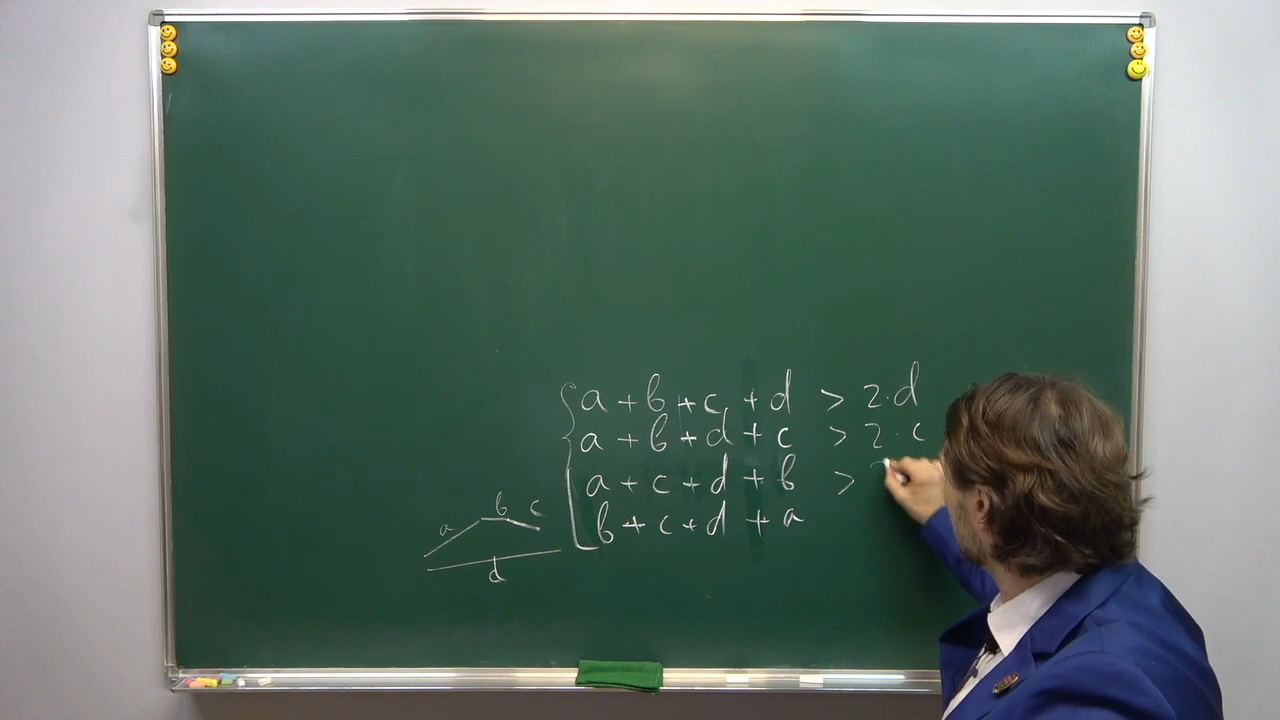 a + b + c + d > 2·d
a + b + d + c > 2·c
a + c + d + b >
b + c + d + a
a
b
c
d